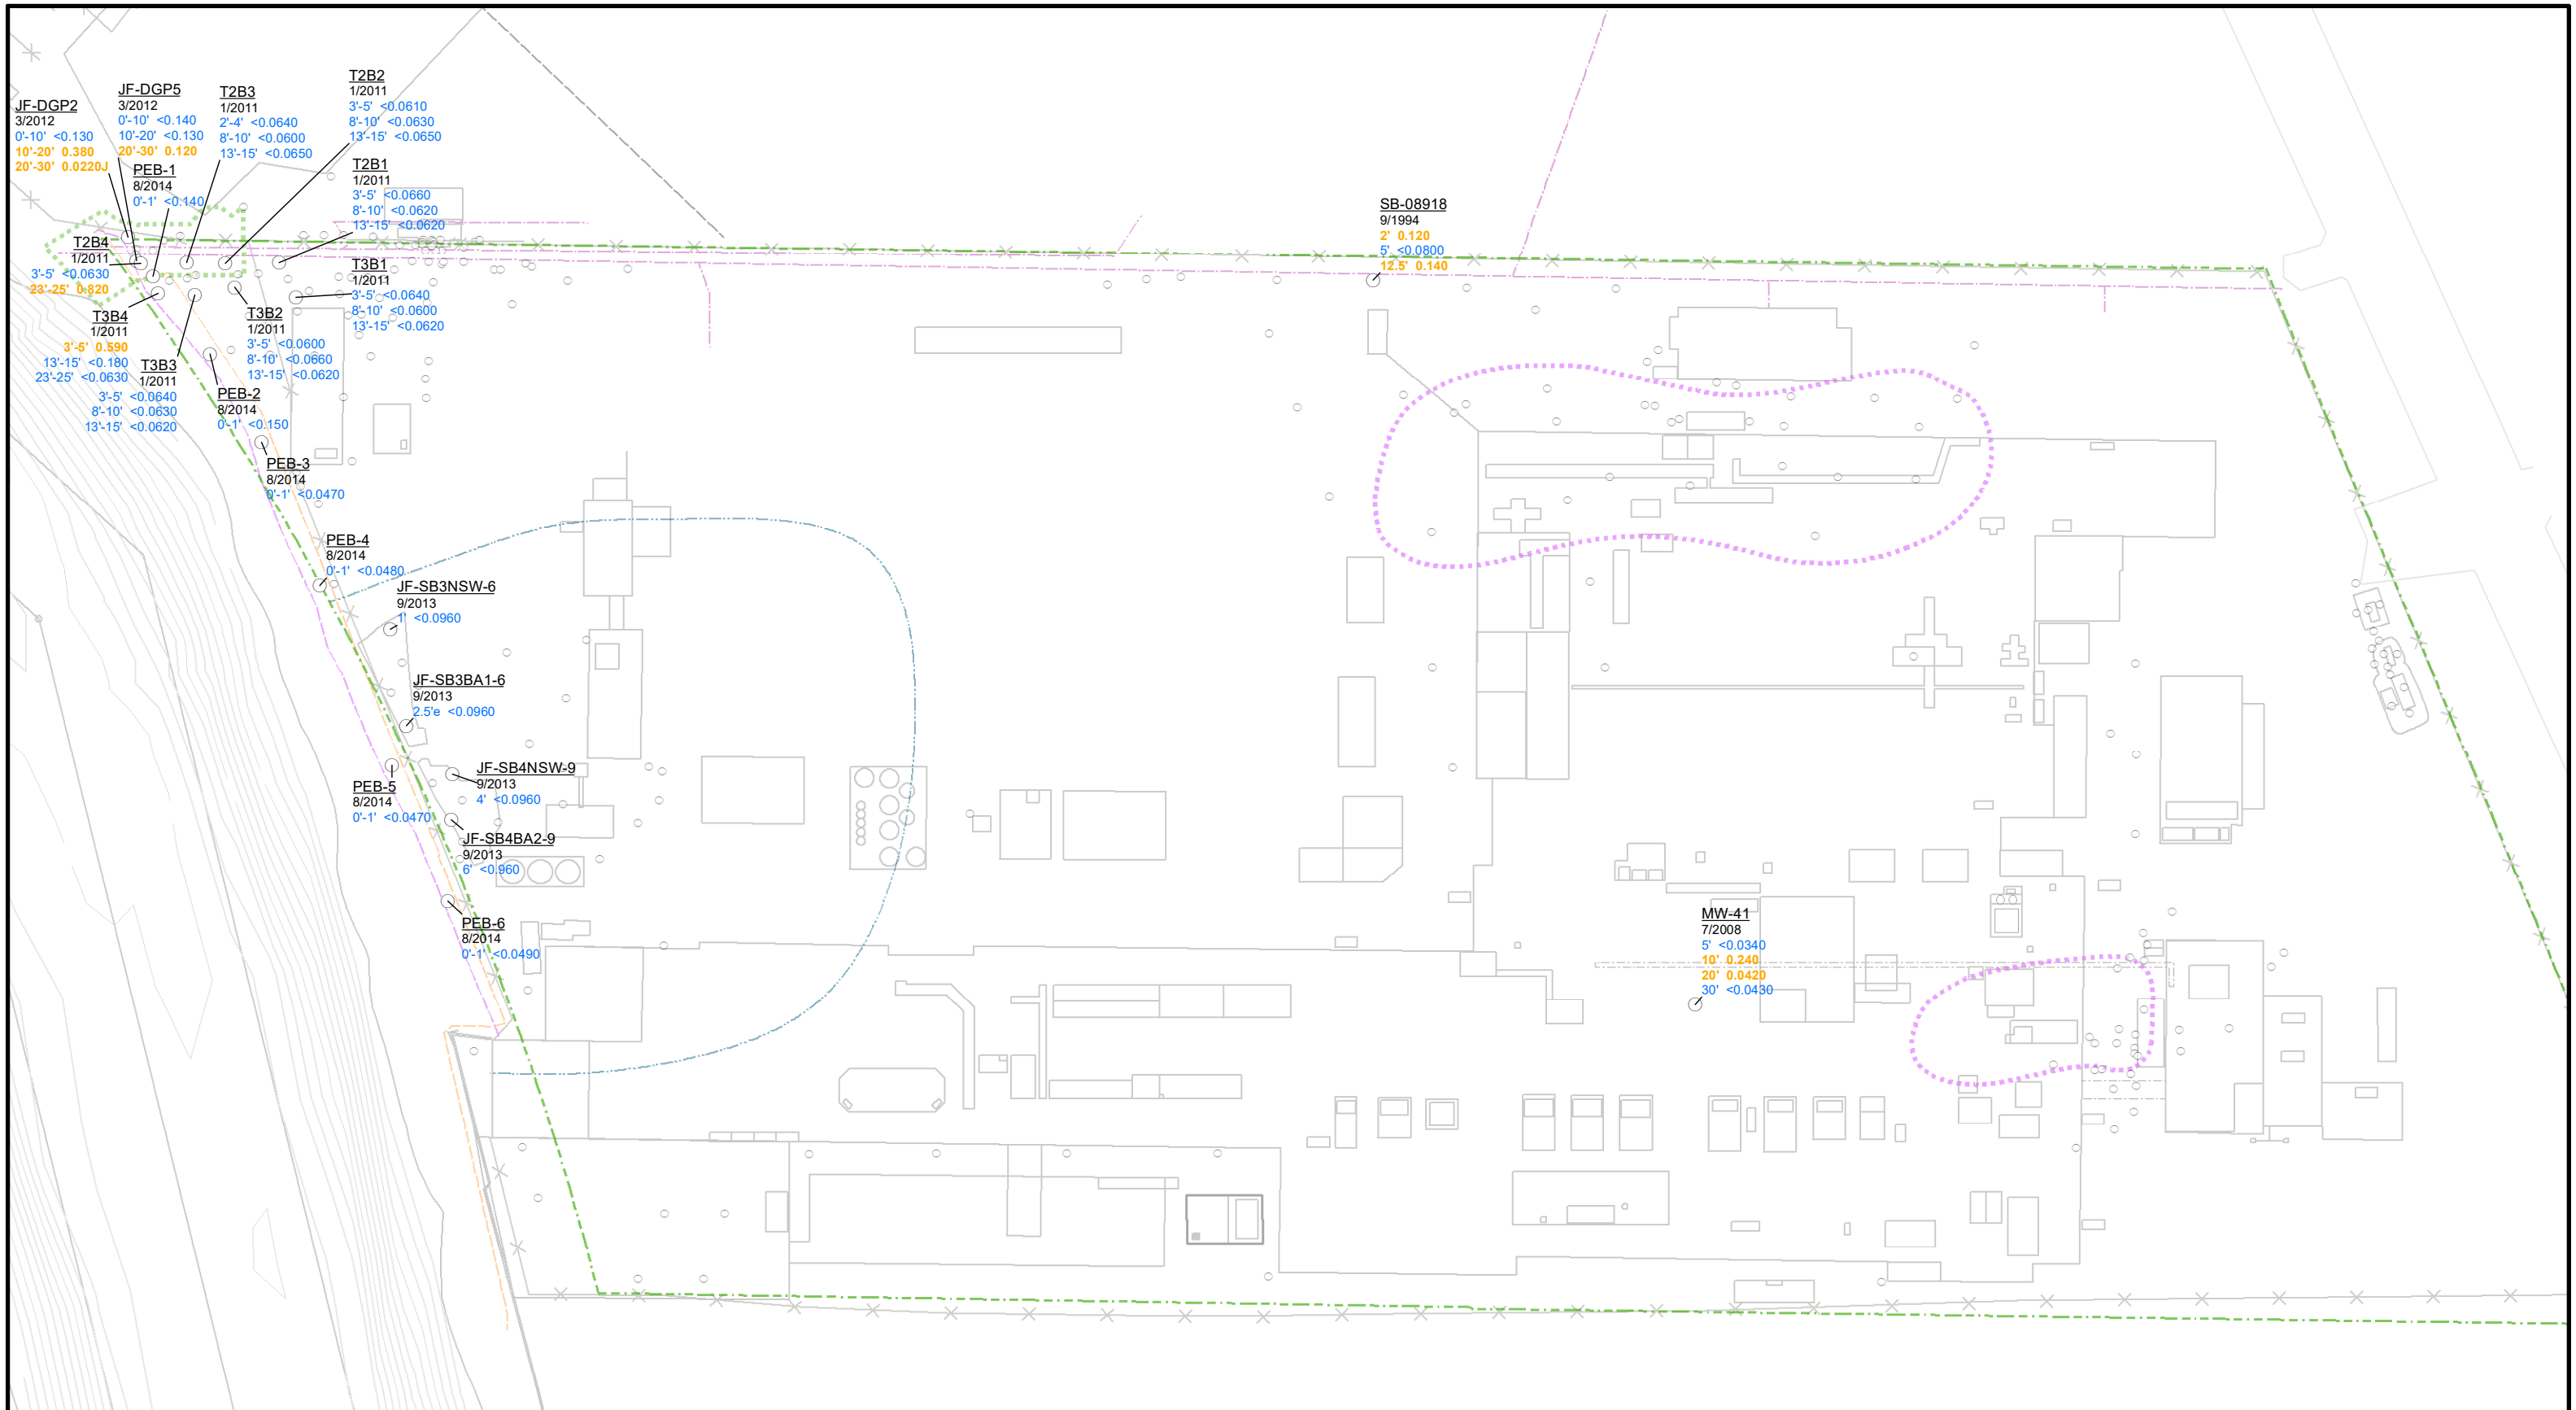 JF-DGP2
3/2012
0'-10' <0.130
10'-20' 0.380
20'-30' 0.0220J
JF-DGP5
3/2012
0'-10' <0.140
10'-20' <0.130
20'-30' 0.120
T2B3
1/2011
2'-4' <0.0640
8'-10' <0.0600
13'-15' <0.0650
T2B2
1/2011
3'-5' <0.0610
8'-10' <0.0630
13'-15' <0.0650
PEB-1
8/2014
0'-1' <0.140
T2B1
1/2011
3'-5' <0.0660
8'-10' <0.0620
13'-15' <0.0620
T2B4
1/2011
3'-5' <0.0630
23'-25' 0.820
T3B1
1/2011
3'-5' <0.0640
8'-10' <0.0600
13'-15' <0.0620
T3B4
1/2011
3'-5' 0.590
13'-15' <0.180
23'-25' <0.0630
T3B2
1/2011
3'-5' <0.0600
8'-10' <0.0660
13'-15' <0.0620
T3B3
1/2011
3'-5' <0.0640
8'-10' <0.0630
13'-15' <0.0620
PEB-2
8/2014
0'-1' <0.150
PEB-3
8/2014
0'-1' <0.0470
PEB-4
8/2014
0'-1' <0.0480
JF-SB3NSW-6
9/2013
1' <0.0960
JF-SB3BA1-6
9/2013
2.5'e <0.0960
JF-SB4NSW-9
9/2013
4' <0.0960
PEB-5
8/2014
0'-1' <0.0470
JF-SB4BA2-9
9/2013
6' <0.960
PEB-6
8/2014
0'-1' <0.0490
SB-08918
9/1994
2' 0.120
5' <0.0800
12.5' 0.140
MW-41
7/2008
5' <0.0340
10' 0.240
20' 0.0420
30' <0.0430